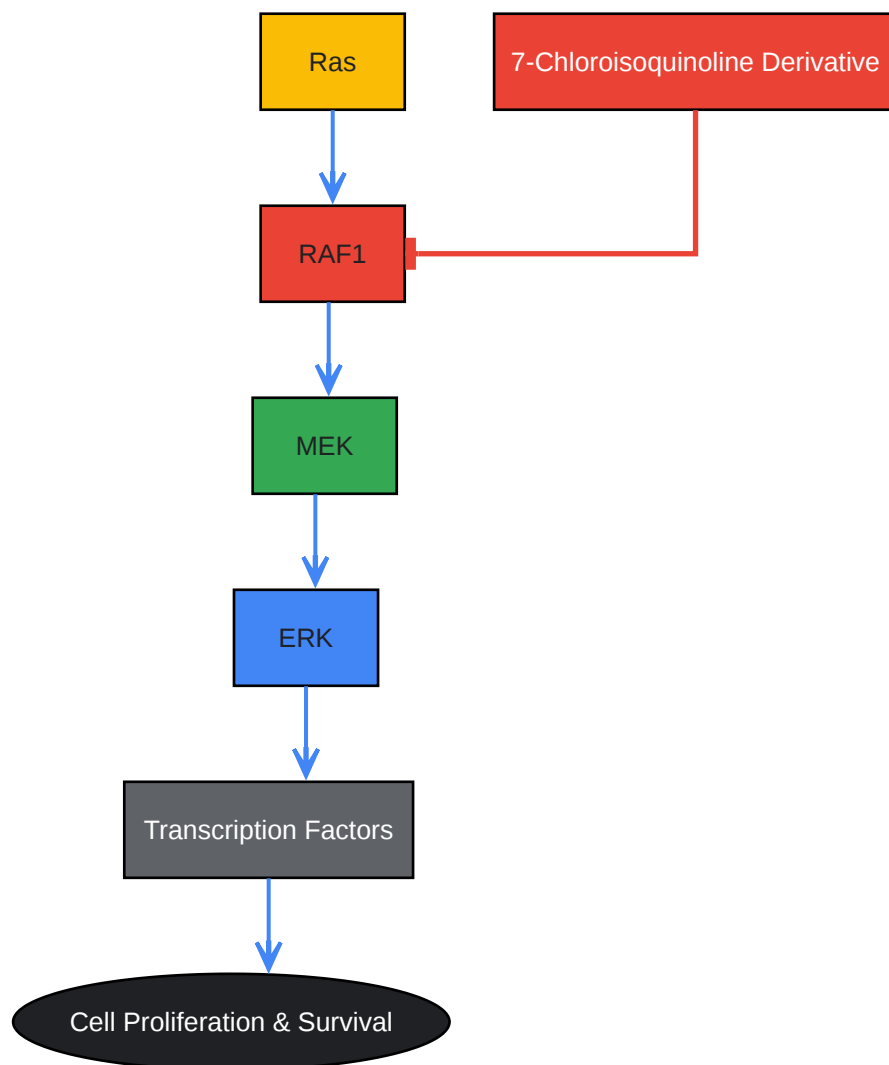 Ras
7-Chloroisoquinoline Derivative
RAF1
MEK
ERK
Transcription Factors
Cell Proliferation & Survival